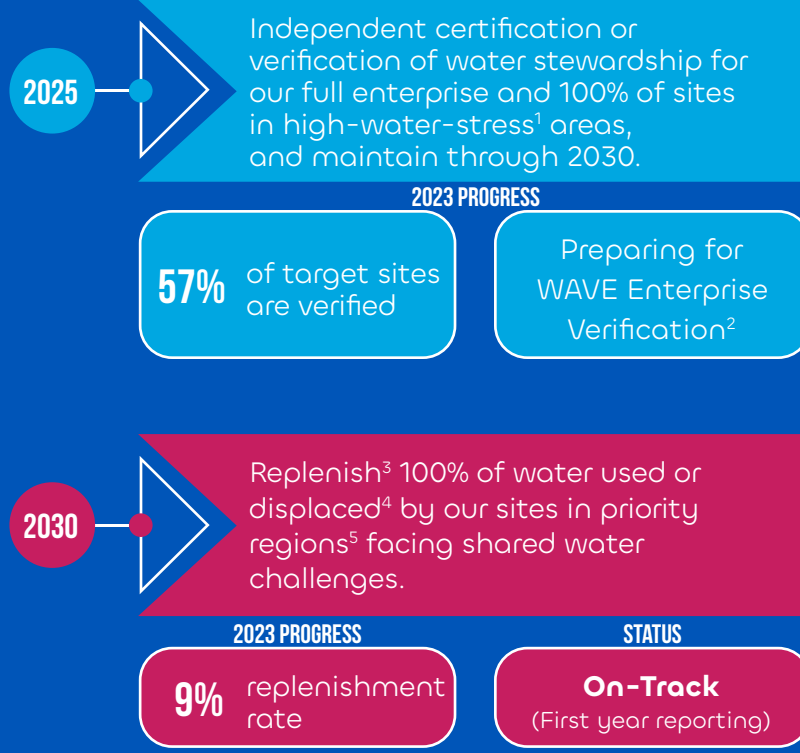 2025
Independent certification or
verification of water stewardship for
our full enterprise and 100% of sites
in high-water-stress¹ areas,
and maintain through 2030.
2023 PROGRESS
57%
of target sites
are verified
Preparing for
WAVE Enterprise
Verification²
2030
Replenish³ 100% of water used or
displaced⁴ by our sites in priority
regions⁵ facing shared water
challenges.
2023 PROGRESS
9%
replenishment
rate
STATUS
On-Track
(First year reporting)